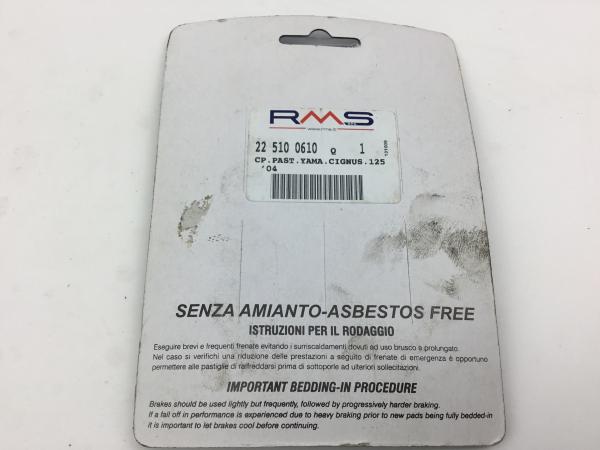 RMS
www.rms.it
22 510 0610 Q 1
CP.PAST.YAMA.CIGNUS.125
'04
SENZA AMIANTO-ASBESTOS FREE
ISTRUZIONI PER IL RODAGGIO
Eseguire brevi e frequenti frenate evitando i surriscaldamenti dovuti ad uso brusco e prolungato.
Nel caso si verifichi una riduzione delle prestazioni a seguito di frenate di emergenza è opportuno
permettere alle pastiglie di raffreddarsi prima di sottoporle ad ulteriori sollecitazioni.
IMPORTANT BEDDING-IN PROCEDURE
Brakes should be used lightly but frequently, followed by progressively harder braking.
If a fall off in performance is experienced due to heavy braking prior to new pads being fully bedded-in
it is important to let brakes cool before continuing.